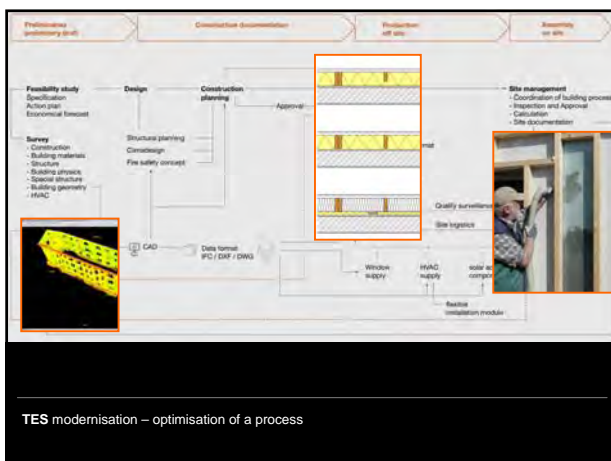 Preliminaries
preliminary draft
Construction documentation
Production
off site
Assembly
on site
Feasibility study
Specification
Action plan
Economical forecast
Survey
- Construction
- Building materials
- Structure
- Building physics
- Special structure
- Building geometry
- HVAC
Design
Structural planning
Climadesign
Fire safety concept
Construction
planning
Approval
CAD
Data format
IFC / DXF / DWG
Quality surveillance
Site logistics
Window
supply
HVAC
supply
flexible
installation module
Site management
- Coordination of building process
- Inspection and Approval
- Calculation
- Site documentation
TES modernisation – optimisation of a process